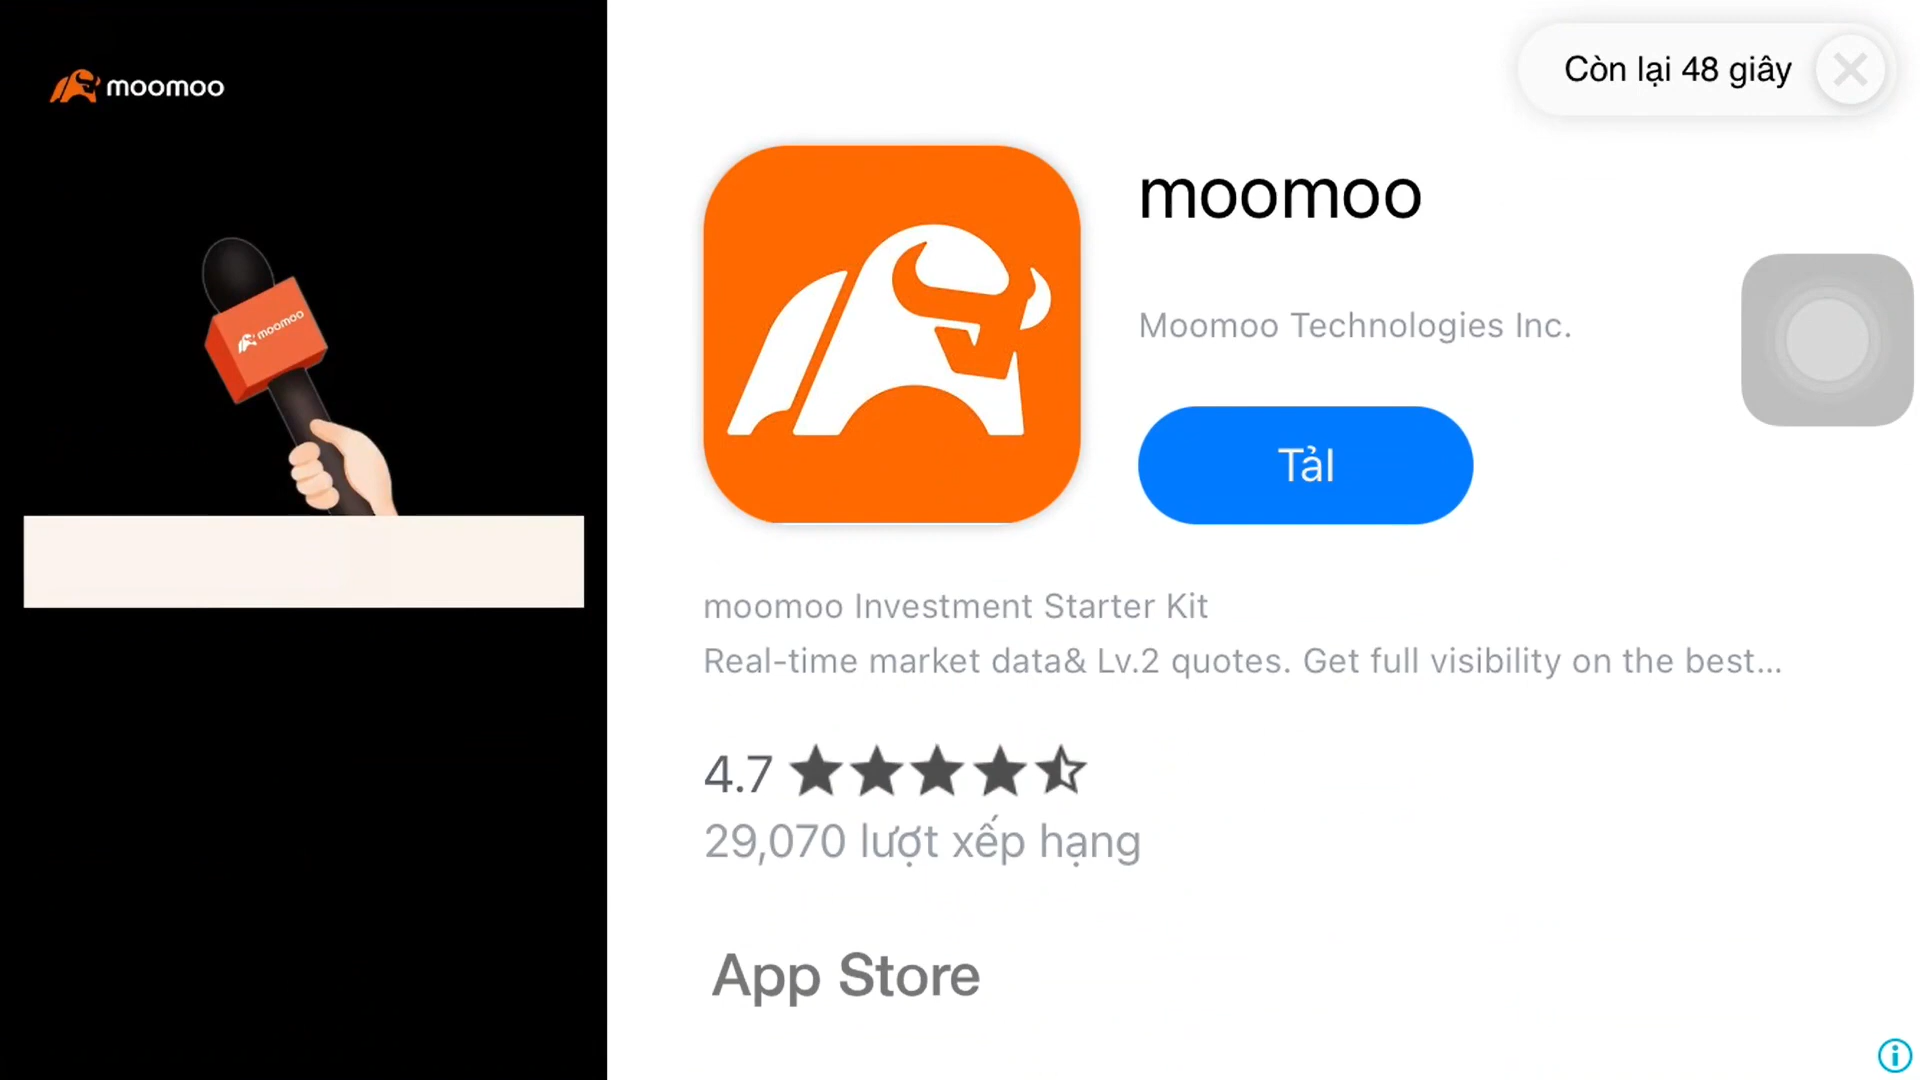 moomoo
moomoo
Còn lại 48 giây
moomoo
Moomoo Technologies Inc.
Tảl
moomoo Investment Starter Kit
Real-time market data& Lv.2 quotes. Get full visibility on the best...
4.7
29,070 lượt xếp hạng
App Store